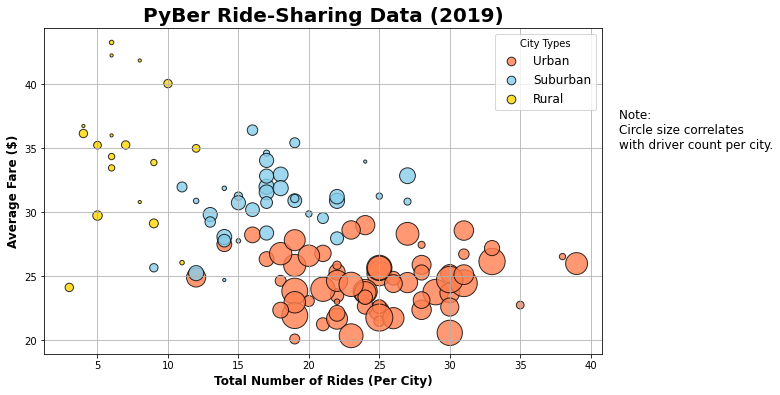 PyBer Ride-Sharing Data (2019)
Average Fare ($)
40
35
30
25
20
5
10
15
20
25
30
35
40
Total Number of Rides (Per City)
City Types
Urban
Suburban
Rural
Note:
Circle size correlates
with driver count per city.